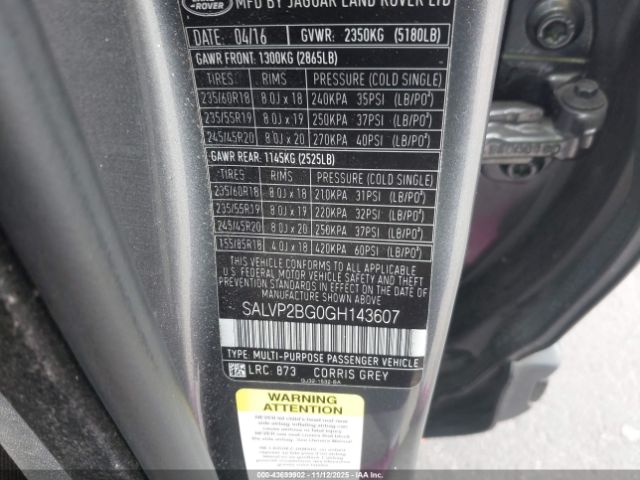 LAND ROVER
MFD BY JAGUAR LAND ROVER LTD
DATE: 04/16 GVWR: 2350KG (5180LB)
GAWR FRONT: 1300KG (2865LB)
TIRES RIMS PRESSURE (COLD SINGLE)
235/60R18 8.0J x 18 240KPA 35PSI (LB/PO²)
235/55R19 8.0J x 19 250KPA 37PSI (LB/PO²)
245/45R20 8.0J x 20 270KPA 40PSI (LB/PO²)
GAWR REAR: 1145KG (2525LB)
TIRES RIMS PRESSURE (COLD SINGLE)
235/60R18 8.0J x 18 210KPA 31PSI (LB/PO²)
235/55R19 8.0J x 19 220KPA 32PSI (LB/PO²)
245/45R20 8.0J x 20 250KPA 37PSI (LB/PO²)
155/85R18 4.0J x 18 420KPA 60PSI (LB/PO²)
THIS VEHICLE CONFORMS TO ALL APPLICABLE
U.S. FEDERAL MOTOR VEHICLE SAFETY AND THEFT
PREVENTION STANDARDS IN EFFECT ON THE DATE OF
MANUFACTURE SHOWN ABOVE
SALVP2BG0GH143607
TYPE: MULTI-PURPOSE PASSENGER VEHICLE
LRC: 873 CORRIS GREY
WARNING
ATTENTION
00-43699902 - 11/12/2025 - IAAI.com